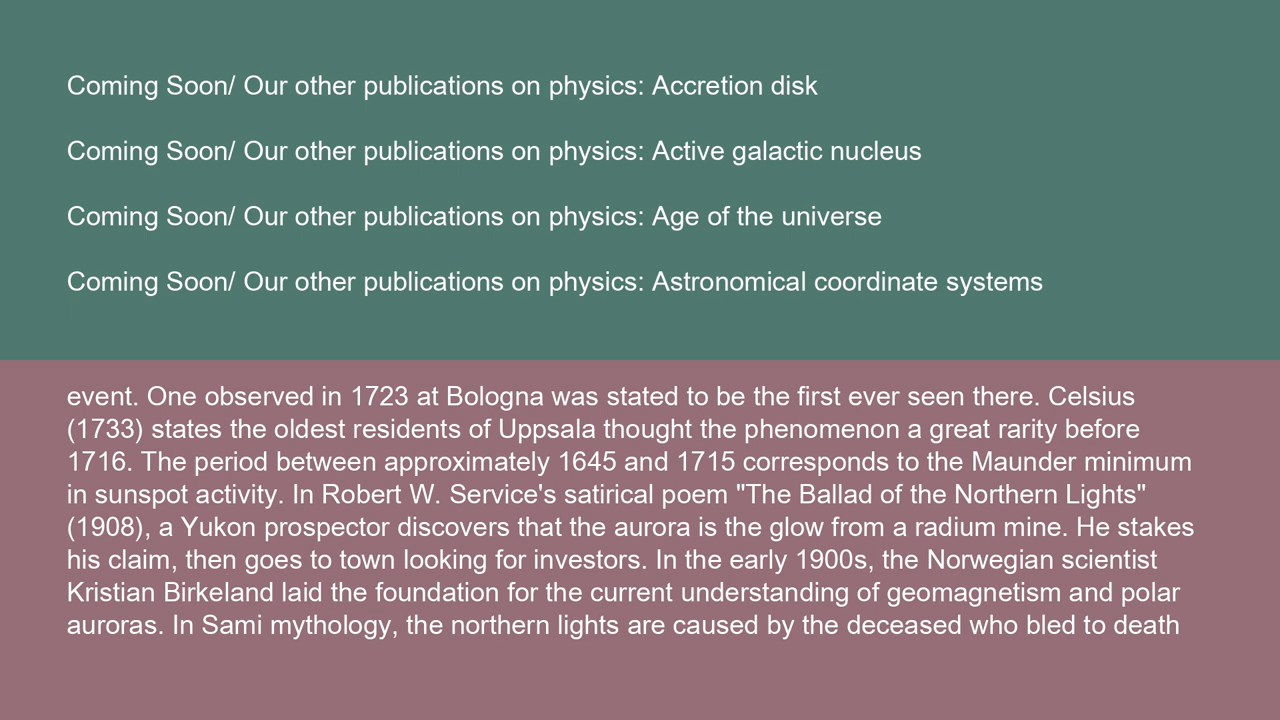 Coming Soon/ Our other publications on physics: Accretion disk
Coming Soon/ Our other publications on physics: Active galactic nucleus
Coming Soon/ Our other publications on physics: Age of the universe
Coming Soon/ Our other publications on physics: Astronomical coordinate systems
event. One observed in 1723 at Bologna was stated to be the first ever seen there. Celsius
(1733) states the oldest residents of Uppsala thought the phenomenon a great rarity before
1716. The period between approximately 1645 and 1715 corresponds to the Maunder minimum
in sunspot activity. In Robert W. Service's satirical poem "The Ballad of the Northern Lights"
(1908), a Yukon prospector discovers that the aurora is the glow from a radium mine. He stakes
his claim, then goes to town looking for investors. In the early 1900s, the Norwegian scientist
Kristian Birkeland laid the foundation for the current understanding of geomagnetism and polar
auroras. In Sami mythology, the northern lights are caused by the deceased who bled to death